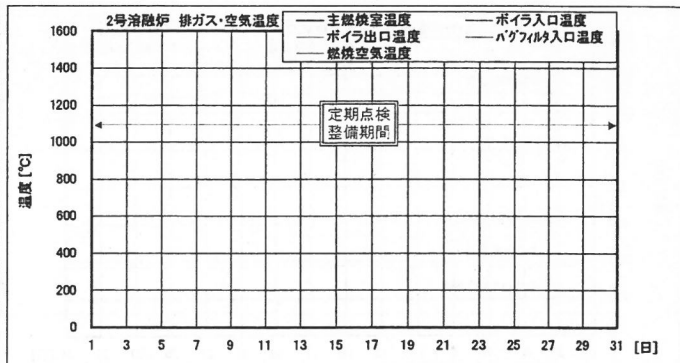 2号溶融炉 排ガス・空気温度
主燃焼室温度
ボイラ入口温度
ボイラ出口温度
バグフィルタ入口温度
燃焼空気温度
温度[℃]
1600
1400
1200
1000
800
600
400
200
0
定期点検
整備期間
1 3 5 7 9 11 13 15 17 19 21 23 25 27 29 31 [日]